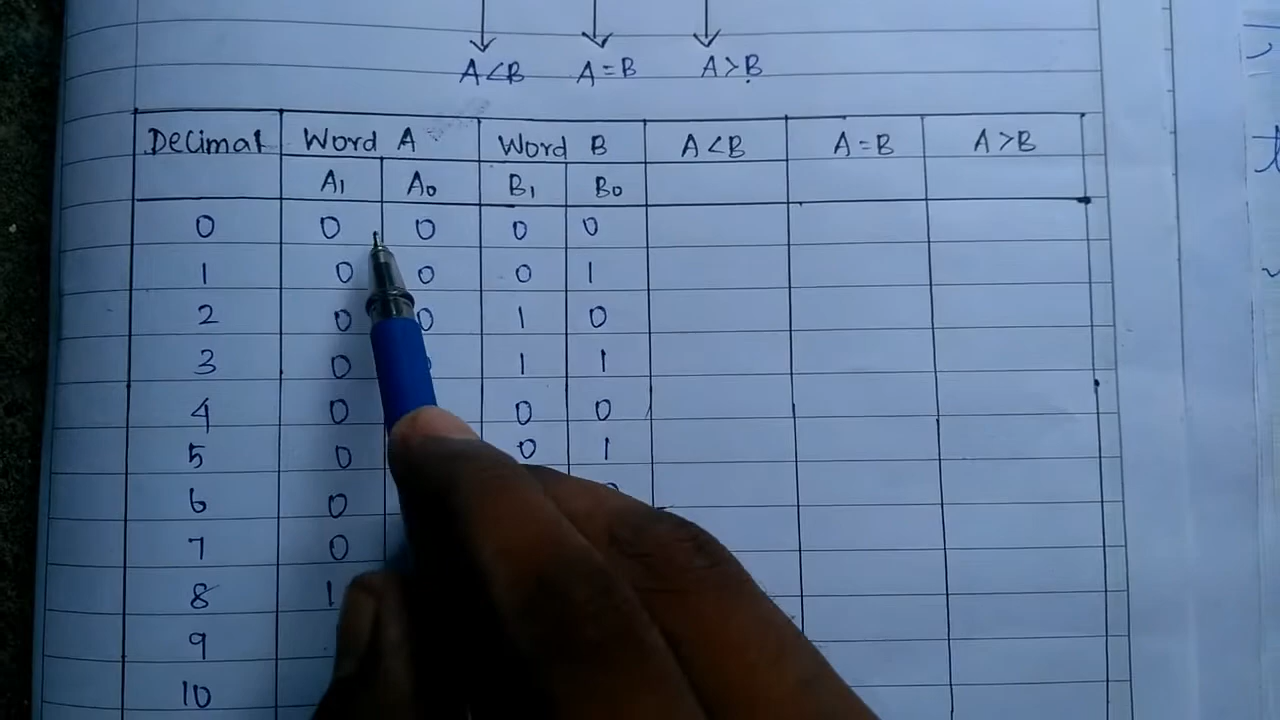 A<B A=B A>B
Decimal Word A Word B A<B A=B A>B
A₁ A₀ B₁ B₀
0 0 0 0 0
1 0 0 0 1
2 0 0 1 0
3 0 1 1
4 0 0 0
5 0 0 1
6 0
7 0
8 1
9
10